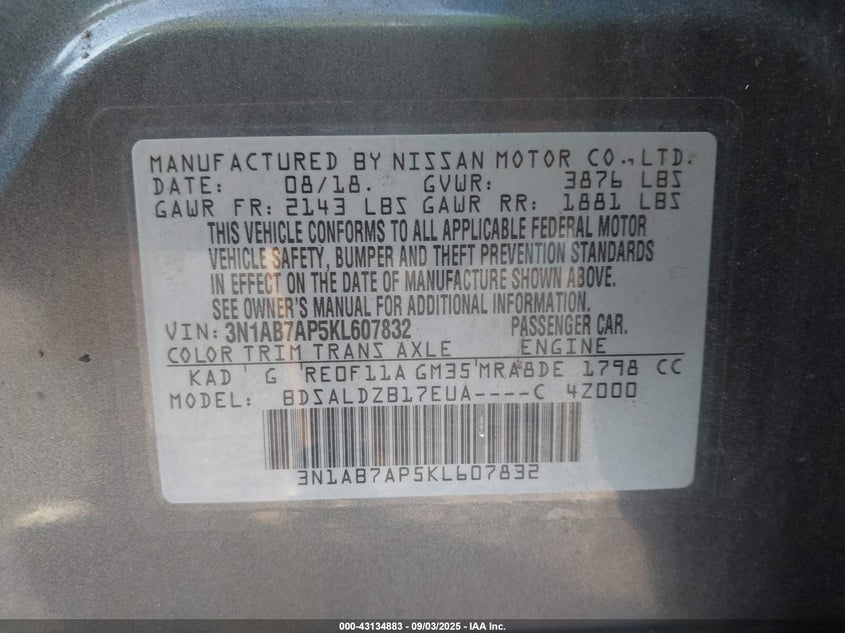 MANUFACTURED BY NISSAN MOTOR CO., LTD.
DATE: 08/18. GVWR: 3876 LBS
GAWR FR: 2143 LBS GAWR RR: 1881 LBS
THIS VEHICLE CONFORMS TO ALL APPLICABLE FEDERAL MOTOR
VEHICLE SAFETY, BUMPER AND THEFT PREVENTION STANDARDS
IN EFFECT ON THE DATE OF MANUFACTURE SHOWN ABOVE.
SEE OWNER'S MANUAL FOR ADDITIONAL INFORMATION.
VIN: 3N1AB7AP5KL607832 PASSENGER CAR.
COLOR TRIM TRANS AXLE ENGINE
KAD G RE0F11A GM35 MRA8DE 1798 CC
MODEL: BDSALDZB17EUA----C 4Z000
3N1AB7AP5KL607832
000-43134883 - 09/03/2025 - IAA Inc.